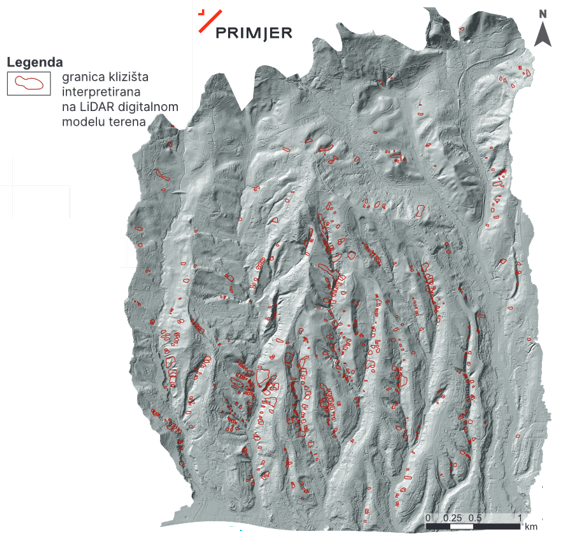 PRIMJER
N
Legenda
granica klizišta
interpretirana
na LiDAR digitalnom
modelu terena
0 0.25 0.5 1
km